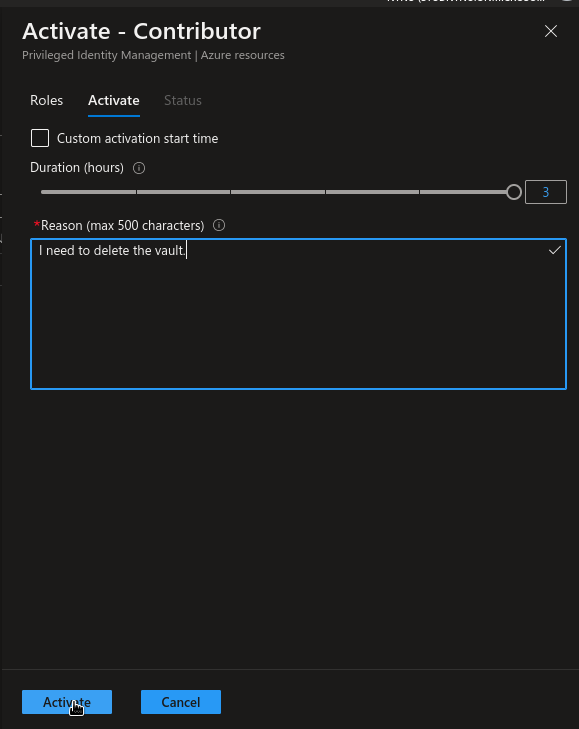 Activate - Contributor
Privileged Identity Management | Azure resources
Roles Activate Status
Custom activation start time
Duration (hours)
3
*Reason (max 500 characters)
I need to delete the vault.
Activate Cancel